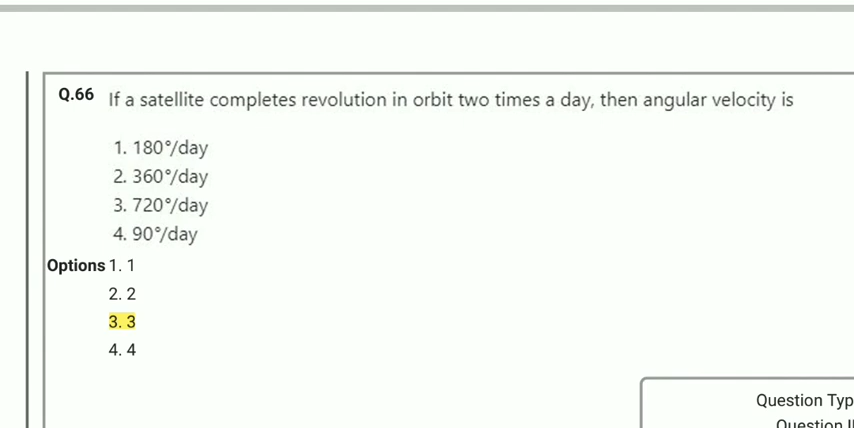 Q.66 If a satellite completes revolution in orbit two times a day, then angular velocity is
1. 180°/day
2. 360°/day
3. 720°/day
4. 90°/day
Options 1. 1
2. 2
3. 3
4. 4
Question Typ
Question I